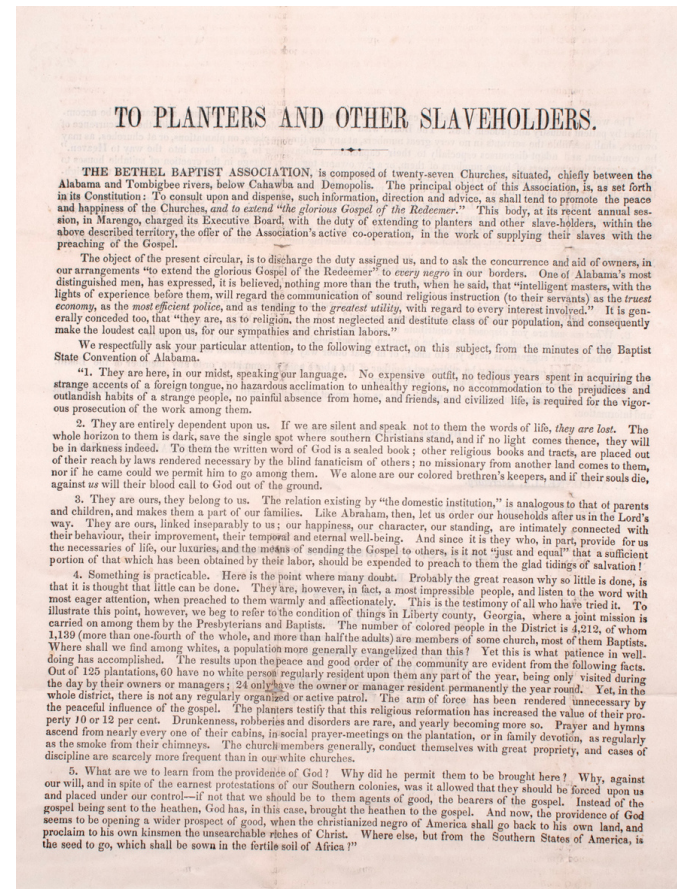 TO PLANTERS AND OTHER SLAVEHOLDERS.
THE BETHEL BAPTIST ASSOCIATION, is composed of twenty-seven Churches, situated, chiefly between the
Alabama and Tombigbee rivers, below Cahawba and Demopolis. The principal object of this Association, is, as set forth
in its Constitution: To consult upon and dispense, such information, direction and advice, as shall tend to promote the peace
and happiness of the Churches, and to extend "the glorious Gospel of the Redeemer." This body, at its recent annual ses-
sion, in Marengo, charged its Executive Board, with the duty of extending to planters and other slave-holders, within the
above described territory, the offer of the Association's active co-operation, in the work of supplying their slaves with the
preaching of the Gospel.
The object of the present circular, is to discharge the duty assigned us, and to ask the concurrence and aid of owners, in
our arrangements "to extend the glorious Gospel of the Redeemer" to every negro in our borders. One of Alabama's most
distinguished men, has expressed, it is believed, nothing more than the truth, when he said, that "intelligent masters, with the
lights of experience before them, will regard the communication of sound religious instruction (to their servants) as the truest
economy, as the most efficient police, and as tending to the greatest utility, with regard to every interest involved." It is gen-
erally conceded too, that "they are, as to religion, the most neglected and destitute class of our population, and consequently
make the loudest call upon us, for our sympathies and christian labors."
We respectfully ask your particular attention, to the following extract, on this subject, from the minutes of the Baptist
State Convention of Alabama.
"1. They are here, in our midst, speaking our language. No expensive outfit, no tedious years spent in acquiring the
strange accents of a foreign tongue, no hazardous acclimation to unhealthy regions, no accommodation to the prejudices and
outlandish habits of a strange people, no painful absence from home, and friends, and civilized life, is required for the vigor-
ous prosecution of the work among them.
2. They are entirely dependent upon us. If we are silent and speak not to them the words of life, they are lost. The
whole horizon to them is dark, save the single spot where southern Christians stand, and if no light comes thence, they will
be in darkness indeed. To them the written word of God is a sealed book; other religious books and tracts, are placed out
of their reach by laws rendered necessary by the blind fanaticism of others; no missionary from another land comes to them,
nor if he came could we permit him to go among them. We alone are our colored brethren's keepers, and if their souls die,
against us will their blood call to God out of the ground.
3. They are ours, they belong to us. The relation existing by "the domestic institution," is analogous to that of parents
and children, and makes them a part of our families. Like Abraham, then, let us order our households after us in the Lord's
way. They are ours, linked inseparably to us; our happiness, our character, our standing, are intimately connected with
their behaviour, their improvement, their temporal and eternal well-being. And since it is they who, in part, provide for us
the necessaries of life, our luxuries, and the means of sending the Gospel to others, is it not "just and equal" that a sufficient
portion of that which has been obtained by their labor, should be expended to preach to them the glad tidings of salvation!
4. Something is practicable. Here is the point where many doubt. Probably the great reason why so little is done, is
that it is thought that little can be done. They are, however, in fact, a most impressible people, and listen to the word with
most eager attention, when preached to them warmly and affectionately. This is the testimony of all who have tried it. To
illustrate this point, however, we beg to refer to the condition of things in Liberty county, Georgia, where a joint mission is
carried on among them by the Presbyterians and Baptists. The number of colored people in the District is 4,212, of whom
1,139 (more than one-fourth of the whole, and more than half the adults) are members of some church, most of them Baptists.
Where shall we find among whites, a population more generally evangelized than this? Yet this is what patience in well-
doing has accomplished. The results upon the peace and good order of the community are evident from the following facts.
Out of 125 plantations, 60 have no white person regularly resident upon them any part of the year, being only visited during
the day by their owners or managers; 24 only have the owner or manager resident permanently the year round. Yet, in the
whole district, there is not any regularly organized or active patrol. The arm of force has been rendered unnecessary by
the peaceful influence of the gospel. The planters testify that this religious reformation has increased the value of their pro-
perty 10 or 12 per cent. Drunkenness, robberies and disorders are rare, and yearly becoming more so. Prayer and hymns
ascend from nearly every one of their cabins, in social prayer-meetings on the plantation, or in family devotion, as regularly
as the smoke from their chimneys. The church members generally, conduct themselves with great propriety, and cases of
discipline are scarcely more frequent than in our white churches.
5. What are we to learn from the providence of God? Why did he permit them to be brought here? Why, against
our will, and in spite of the earnest protestations of our Southern colonies, was it allowed that they should be forced upon us
and placed under our control—if not that we should be to them agents of good, the bearers of the gospel. Instead of the
gospel being sent to the heathen, God has, in this case, brought the heathen to the gospel. And now, the providence of God
seems to be opening a wider prospect of good, when the christianized negro of America shall go back to his own land, and
proclaim to his own kinsmen the unsearchable riches of Christ. Where else, but from the Southern States of America, is
the seed to go, which shall be sown in the fertile soil of Africa?"